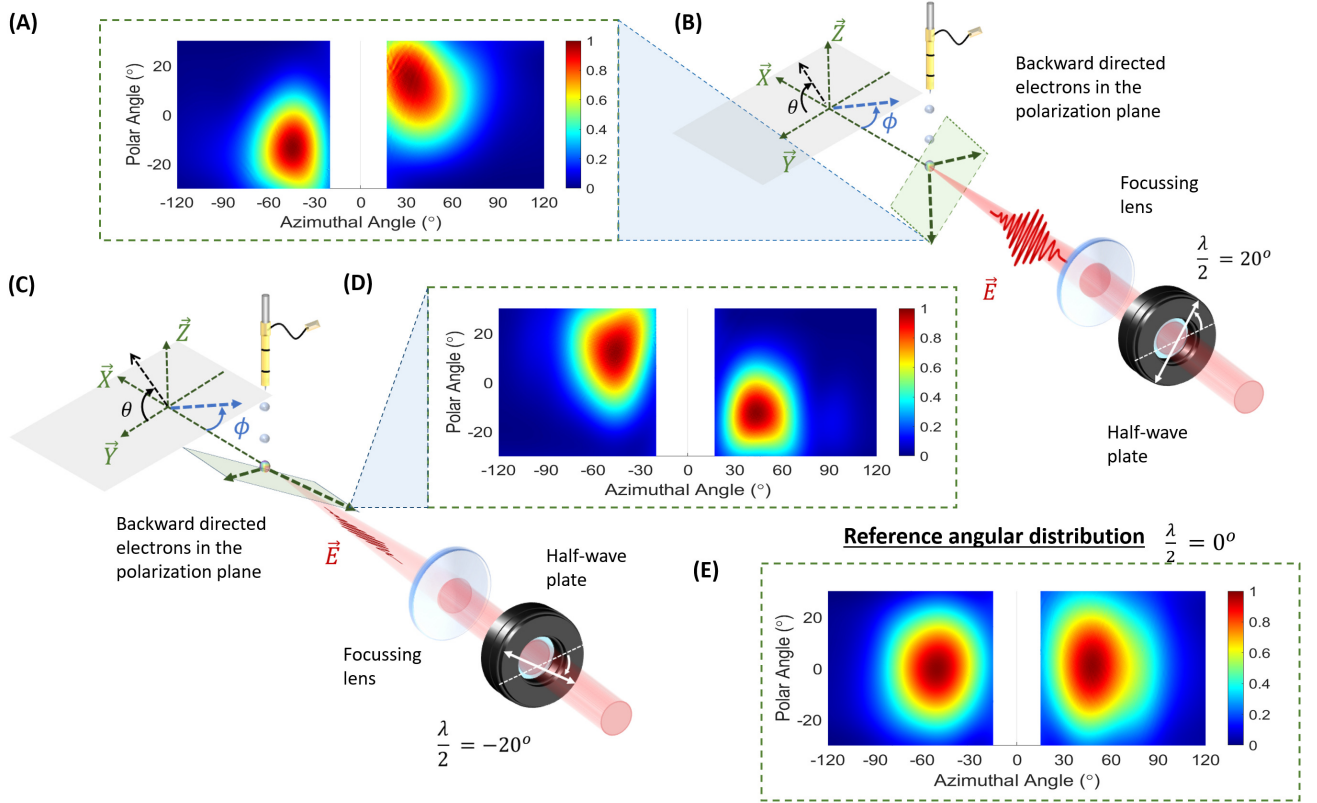 (A)
Polar Angle (°)
20
0
-20
-120 -90 -60 -30 0 30 60 90 120
Azimuthal Angle (°)
1
0.8
0.6
0.4
0.2
0
(B)
Z
X
θ
ϕ
Y
Backward directed
electrons in the
polarization plane
Focussing
lens
λ/2 = 20°
E
Half-wave
plate
(C)
Z
X
θ
ϕ
Y
Backward directed
electrons in the
polarization plane
E
Half-wave
plate
Focussing
lens
λ/2 = −20°
(D)
Polar Angle (°)
20
0
-20
-120 -90 -60 -30 0 30 60 90 120
Azimuthal Angle (°)
1
0.8
0.6
0.4
0.2
0
Reference angular distribution λ/2 = 0°
(E)
Polar Angle (°)
20
0
-20
-120 -90 -60 -30 0 30 60 90 120
Azimuthal Angle (°)
1
0.8
0.6
0.4
0.2
0